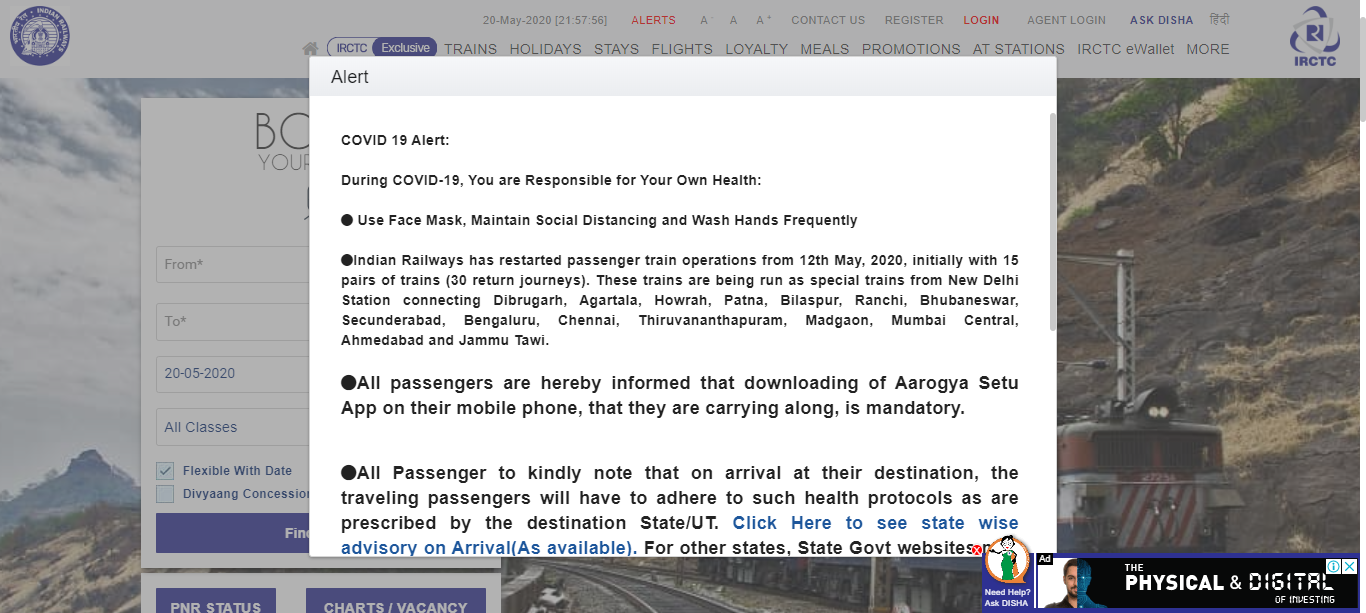 20-May-2020 [21:57:56] ALERTS A- A A+ CONTACT US REGISTER LOGIN AGENT LOGIN ASK DISHA हिंदी
IRCTC Exclusive TRAINS HOLIDAYS STAYS FLIGHTS LOYALTY MEALS PROMOTIONS AT STATIONS IRCTC eWallet MORE
IRCTC
Alert
COVID 19 Alert:
During COVID-19, You are Responsible for Your Own Health:
● Use Face Mask, Maintain Social Distancing and Wash Hands Frequently
●Indian Railways has restarted passenger train operations from 12th May, 2020, initially with 15
pairs of trains (30 return journeys). These trains are being run as special trains from New Delhi
Station connecting Dibrugarh, Agartala, Howrah, Patna, Bilaspur, Ranchi, Bhubaneswar,
Secunderabad, Bengaluru, Chennai, Thiruvananthapuram, Madgaon, Mumbai Central,
Ahmedabad and Jammu Tawi.
●All passengers are hereby informed that downloading of Aarogya Setu
App on their mobile phone, that they are carrying along, is mandatory.
●All Passenger to kindly note that on arrival at their destination, the
traveling passengers will have to adhere to such health protocols as are
prescribed by the destination State/UT. Click Here to see state wise
advisory on Arrival(As available). For other states, State Govt websites
BO
YOUR
From*
To*
20-05-2020
All Classes
Flexible With Date
Divyaang Concession
Find
PNR STATUS
CHARTS / VACANCY
27251
Need Help?
Ask DISHA
Ad
THE
PHYSICAL & DIGITAL
OF INVESTING